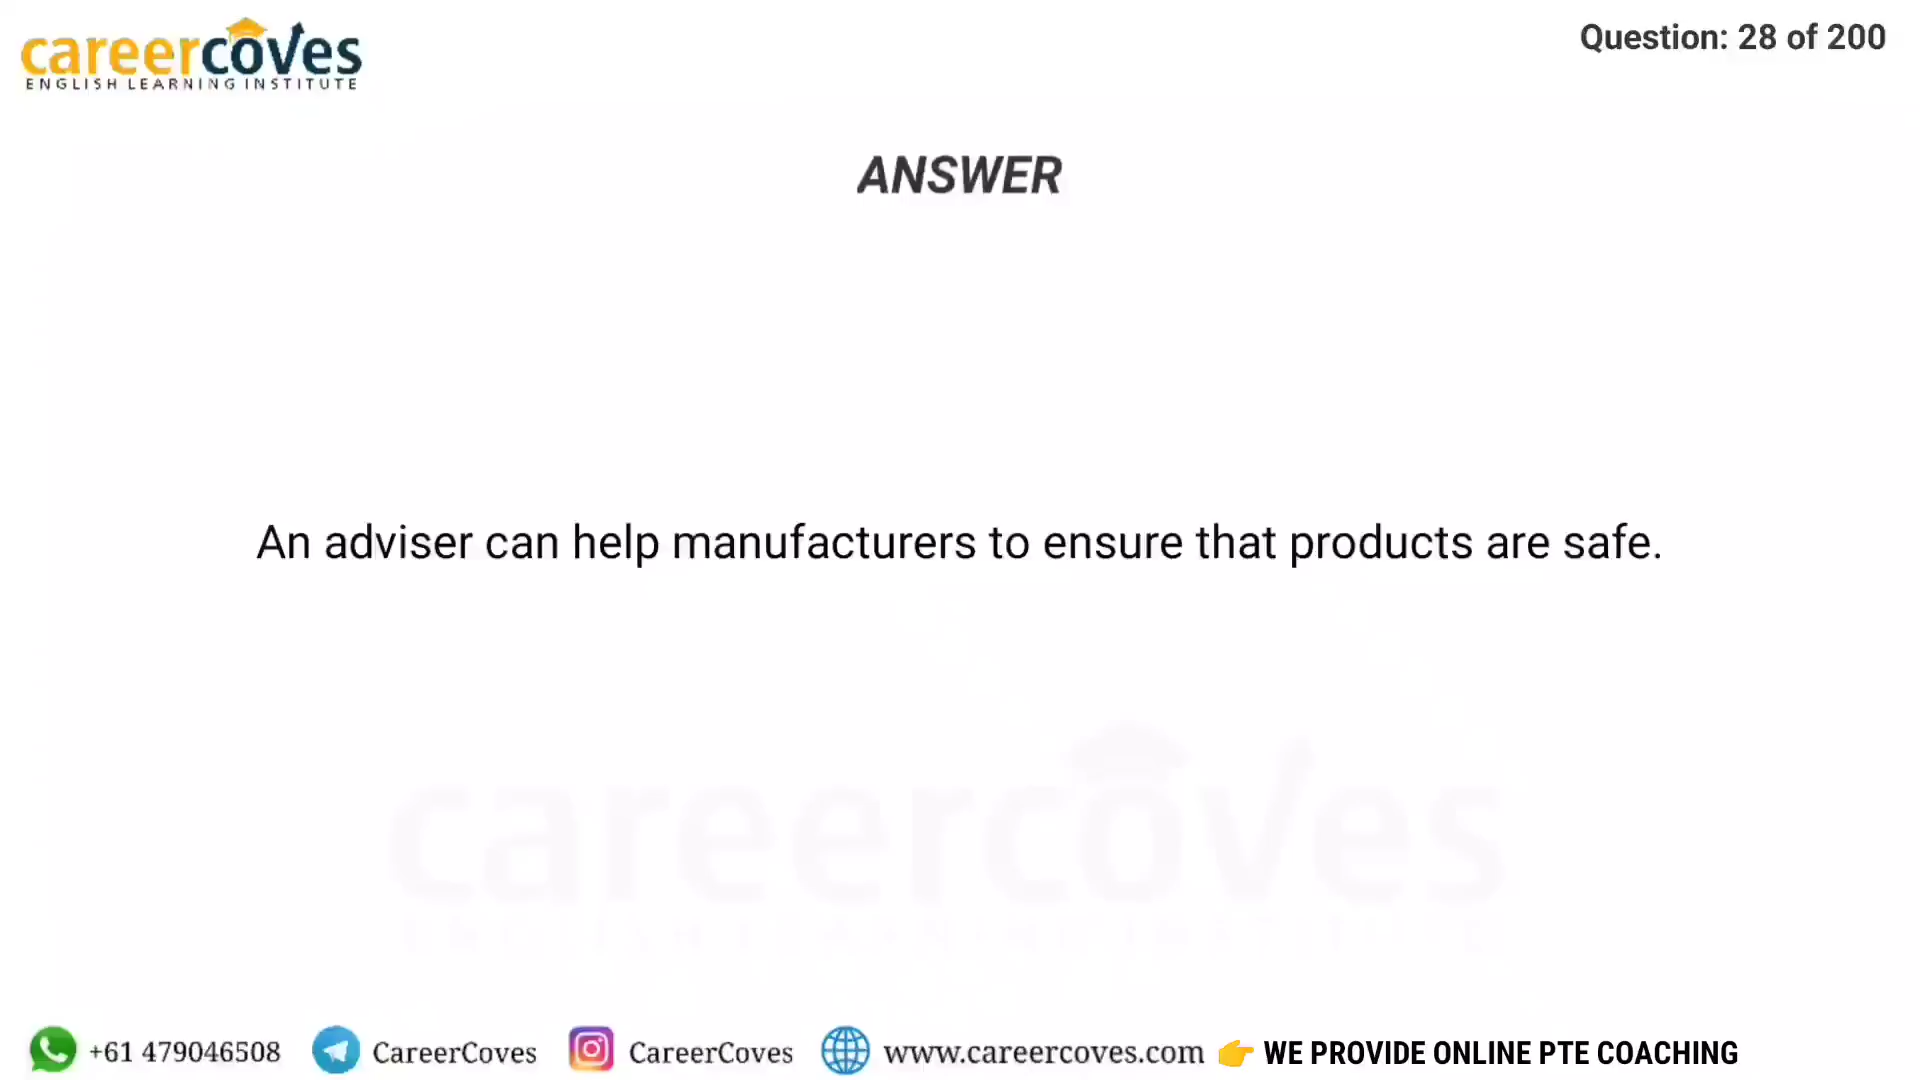 careercoves
ENGLISH LEARNING INSTITUTE
Question: 28 of 200
ANSWER
An adviser can help manufacturers to ensure that products are safe.
careercoves
+61 479046508 CareerCoves CareerCoves www.careercoves.com 👉 WE PROVIDE ONLINE PTE COACHING